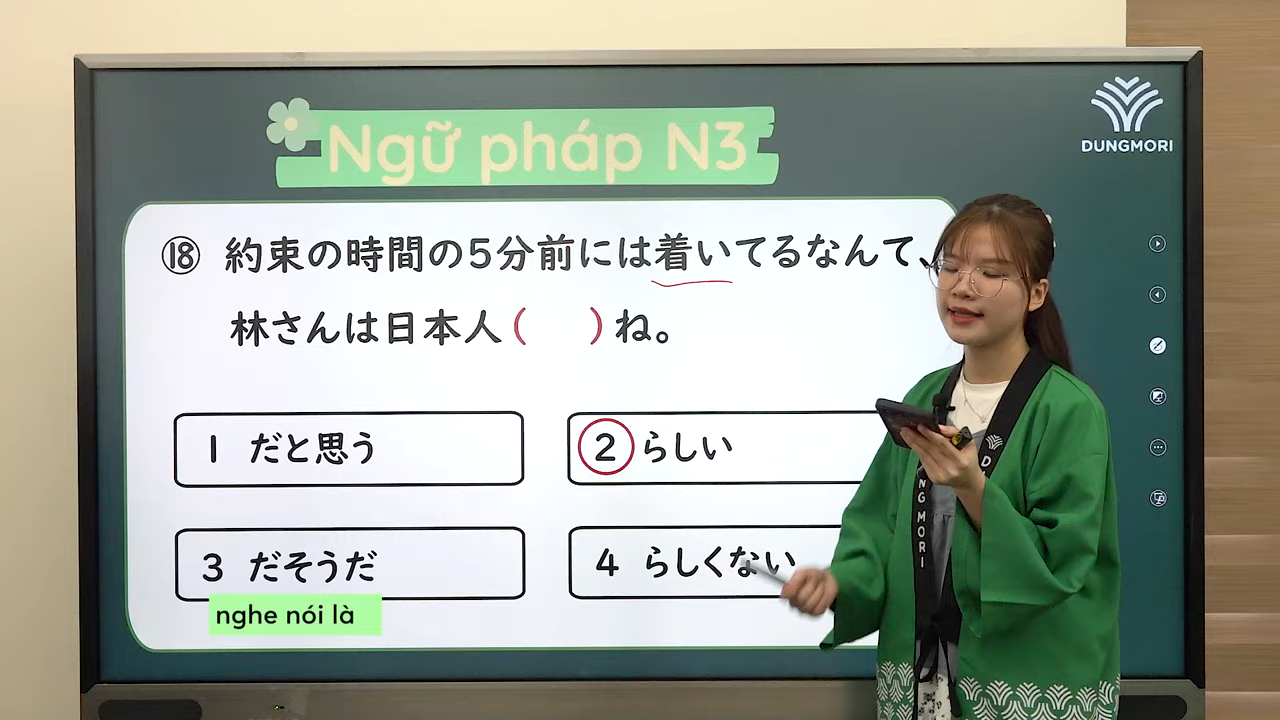 Ngữ pháp N3
DUNGMORI
⑱ 約束の時間の5分前には着いてるなんて、
林さんは日本人( )ね。
1 だと思う
2 らしい
3 だそうだ
4 らしくない
nghe nói là
NG MORI
D